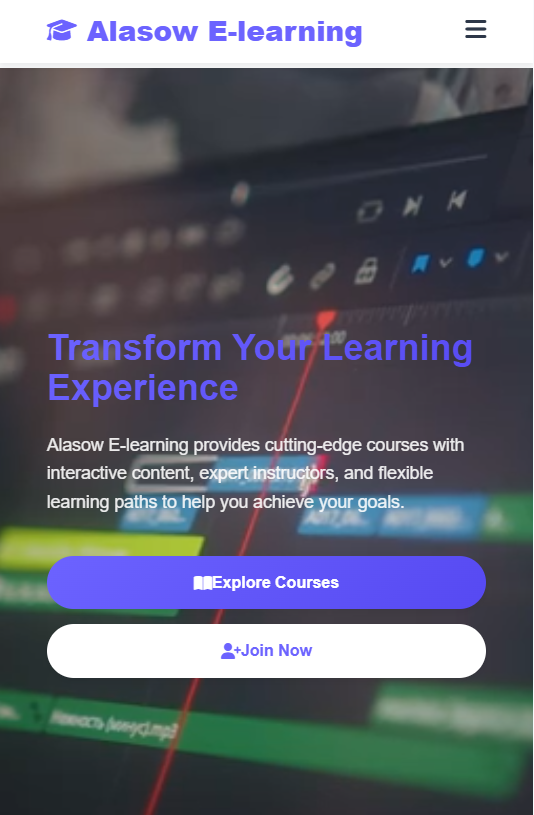 Alasow E-learning
Transform Your Learning
Experience
Alasow E-learning provides cutting-edge courses with
interactive content, expert instructors, and flexible
learning paths to help you achieve your goals.
Explore Courses
Join Now